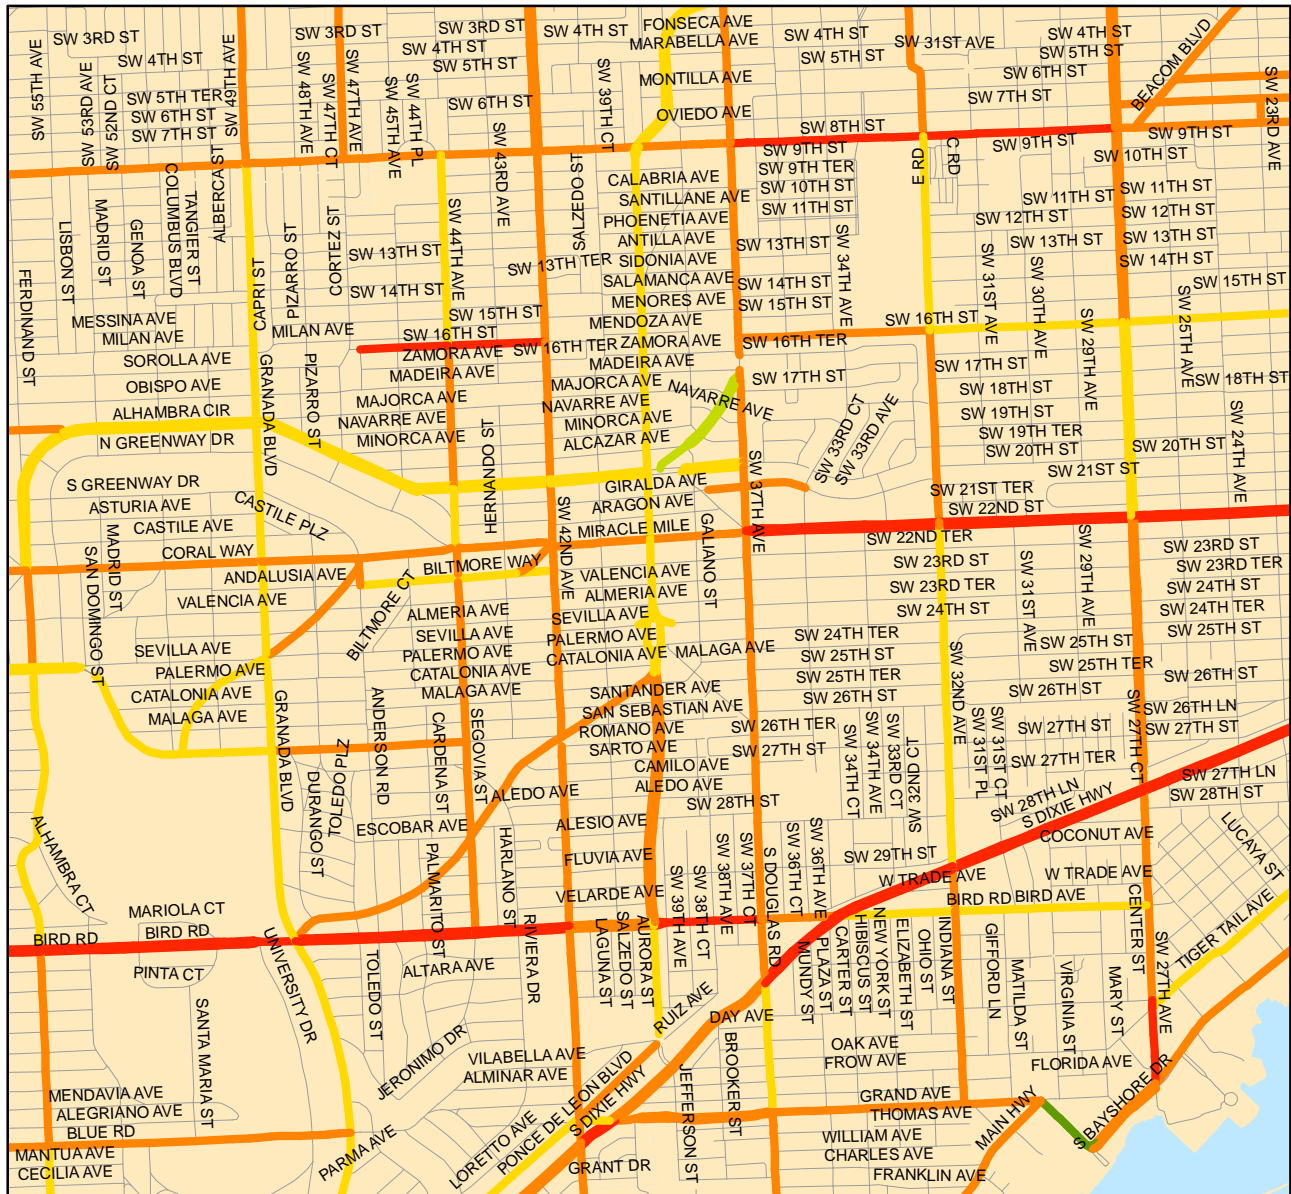 FONSECA AVE
SW 3RD ST
SW 3RD ST
SW 3RD ST
SW 4TH ST
SW 4TH ST
SW 4TH ST
MARABELLA AVE
SW 31ST AVE
SW 4TH ST
SW 5TH ST
SW 5TH ST
SW 5TH ST
SW 4TH ST
BEACOM BLVD
SW 55TH AVE
SW 53RD AVE
SW 52ND CT
SW 49TH AVE
SW 48TH AVE
SW 47TH CT
SW 47TH AVE
SW 45TH AVE
SW 44TH PL
SW 39TH CT
MONTILLA AVE
SW 6TH ST
SW 23RD AVE
SW 5TH TER
SW 6TH ST
SW 7TH ST
SW 6TH ST
OVIEDO AVE
SW 7TH ST
SW 8TH ST
SW 9TH ST
SW 9TH ST
SW 9TH ST
SW 9TH TER
SW 10TH ST
SW 11TH ST
SW 10TH ST
E RD
C RD
SW 43RD AVE
SALZEDO ST
COLUMBUS BLVD
TANGIER ST
ALBERCA ST
CALABRIA AVE
SANTILLANE AVE
PHOENETIA AVE
ANTILLA AVE
SIDONIA AVE
SALAMANCA AVE
MENORES AVE
MENDOZA AVE
ZAMORA AVE
MADEIRA AVE
MAJORCA AVE
NAVARRE AVE
MINORCA AVE
ALCAZAR AVE
SW 11TH ST
SW 11TH ST
SW 12TH ST
SW 12TH ST
SW 13TH ST
SW 13TH ST
SW 14TH ST
SW 15TH ST
LISBON ST
MADRID ST
GENOA ST
FERDINAND ST
CAPRI ST
PIZARRO ST
CORTEZ ST
SW 13TH ST
SW 14TH ST
SW 44TH AVE
SW 13TH TER
SW 13TH ST
SW 14TH ST
SW 15TH ST
SW 34TH AVE
SW 31ST AVE
SW 30TH AVE
SW 29TH AVE
SW 25TH AVE
MESSINA AVE
MILAN AVE
MILAN AVE
SW 15TH ST
SW 16TH ST
SW 16TH TER
SW 16TH ST
SW 16TH TER
ZAMORA AVE
MADEIRA AVE
MAJORCA AVE
NAVARRE AVE
MINORCA AVE
SOROLLA AVE
OBISPO AVE
ALHAMBRA CIR
N GREENWAY DR
GRANADA BLVD
PIZARRO ST
NAVARRE AVE
SW 17TH ST
SW 17TH ST
SW 18TH ST
SW 18TH ST
SW 19TH ST
SW 19TH TER
SW 20TH ST
SW 20TH ST
SW 21ST ST
SW 24TH AVE
SW 33RD CT
SW 33RD AVE
HERNANDO ST
S GREENWAY DR
ASTURIA AVE
CASTILE AVE
CASTILE PLZ
CORAL WAY
GIRALDA AVE
ARAGON AVE
MIRACLE MILE
SW 37TH AVE
SW 21ST TER
SW 22ND ST
SW 22ND TER
SW 23RD ST
SW 23RD TER
SW 24TH ST
MADRID ST
SAN DOMINGO ST
ANDALUSIA AVE
VALENCIA AVE
BILTMORE WAY
BILTMORE CT
SW 42ND AVE
GALIANO ST
VALENCIA AVE
ALMERIA AVE
SEVILLA AVE
PALERMO AVE
CATALONIA AVE
MALAGA AVE
ALMERIA AVE
SEVILLA AVE
PALERMO AVE
CATALONIA AVE
MALAGA AVE
SW 31ST AVE
SW 29TH AVE
SW 23RD ST
SW 23RD TER
SW 24TH ST
SW 24TH TER
SW 25TH ST
SW 24TH TER
SW 25TH ST
SW 25TH TER
SW 26TH ST
SW 25TH ST
SW 25TH TER
SW 26TH ST
SW 26TH ST
SEVILLA AVE
PALERMO AVE
CATALONIA AVE
MALAGA AVE
GRANADA BLVD
ANDERSON RD
CARDENA ST
SEGOVIA ST
SANTANDER AVE
SAN SEBASTIAN AVE
ROMANO AVE
SARTO AVE
CAMILO AVE
ALEDO AVE
ALEDO AVE
SW 26TH TER
SW 27TH ST
SW 28TH ST
SW 34TH CT
SW 34TH AVE
SW 33RD CT
SW 32ND CT
SW 32ND AVE
SW 31ST PL
SW 31ST CT
SW 27TH ST
SW 27TH TER
SW 27TH CT
SW 26TH LN
SW 27TH ST
SW 27TH LN
SW 28TH ST
SW 28TH LN
S DIXIE HWY
TOLEDO PLZ
DURANGO ST
ESCOBAR AVE
PALMARITO ST
HARLANO ST
ALESIO AVE
FLUVIA AVE
VELARDE AVE
COCONUT AVE
LUCAYA ST
SW 29TH ST
W TRADE AVE
W TRADE AVE
BIRD RD
BIRD AVE
ALHAMBRA CT
MARIOLA CT
BIRD RD
BIRD RD
PINTA CT
SW 39TH AVE
SW 38TH CT
SW 38TH AVE
SW 37TH CT
S DOUGLAS RD
SW 36TH CT
SW 36TH AVE
CENTER ST
SW 27TH AVE
TIGER TAIL AVE
UNIVERSITY DR
TOLEDO ST
ALTARA AVE
RIVIERA DR
LAGUNA ST
SALZEDO ST
AURORA ST
RUIZ AVE
DAY AVE
MUNDY ST
PLAZA ST
CARTER ST
HIBISCUS ST
NEW YORK ST
ELIZABETH ST
OHIO ST
INDIANA ST
GIFFORD LN
MATILDA ST
VIRGINIA ST
MARY ST
SANTA MARIA ST
JERONIMO DR
VILABELLA AVE
ALMINAR AVE
OAK AVE
FROW AVE
FLORIDA AVE
MENDAVIA AVE
ALEGRIANO AVE
BLUE RD
MANTUA AVE
CECILIA AVE
PARMA AVE
LORETTO AVE
PONCE DE LEON BLVD
S DIXIE HWY
GRANT DR
JEFFERSON ST
BROOKER ST
GRAND AVE
THOMAS AVE
WILLIAM AVE
CHARLES AVE
FRANKLIN AVE
MAIN HWY
S BAYSHORE DR